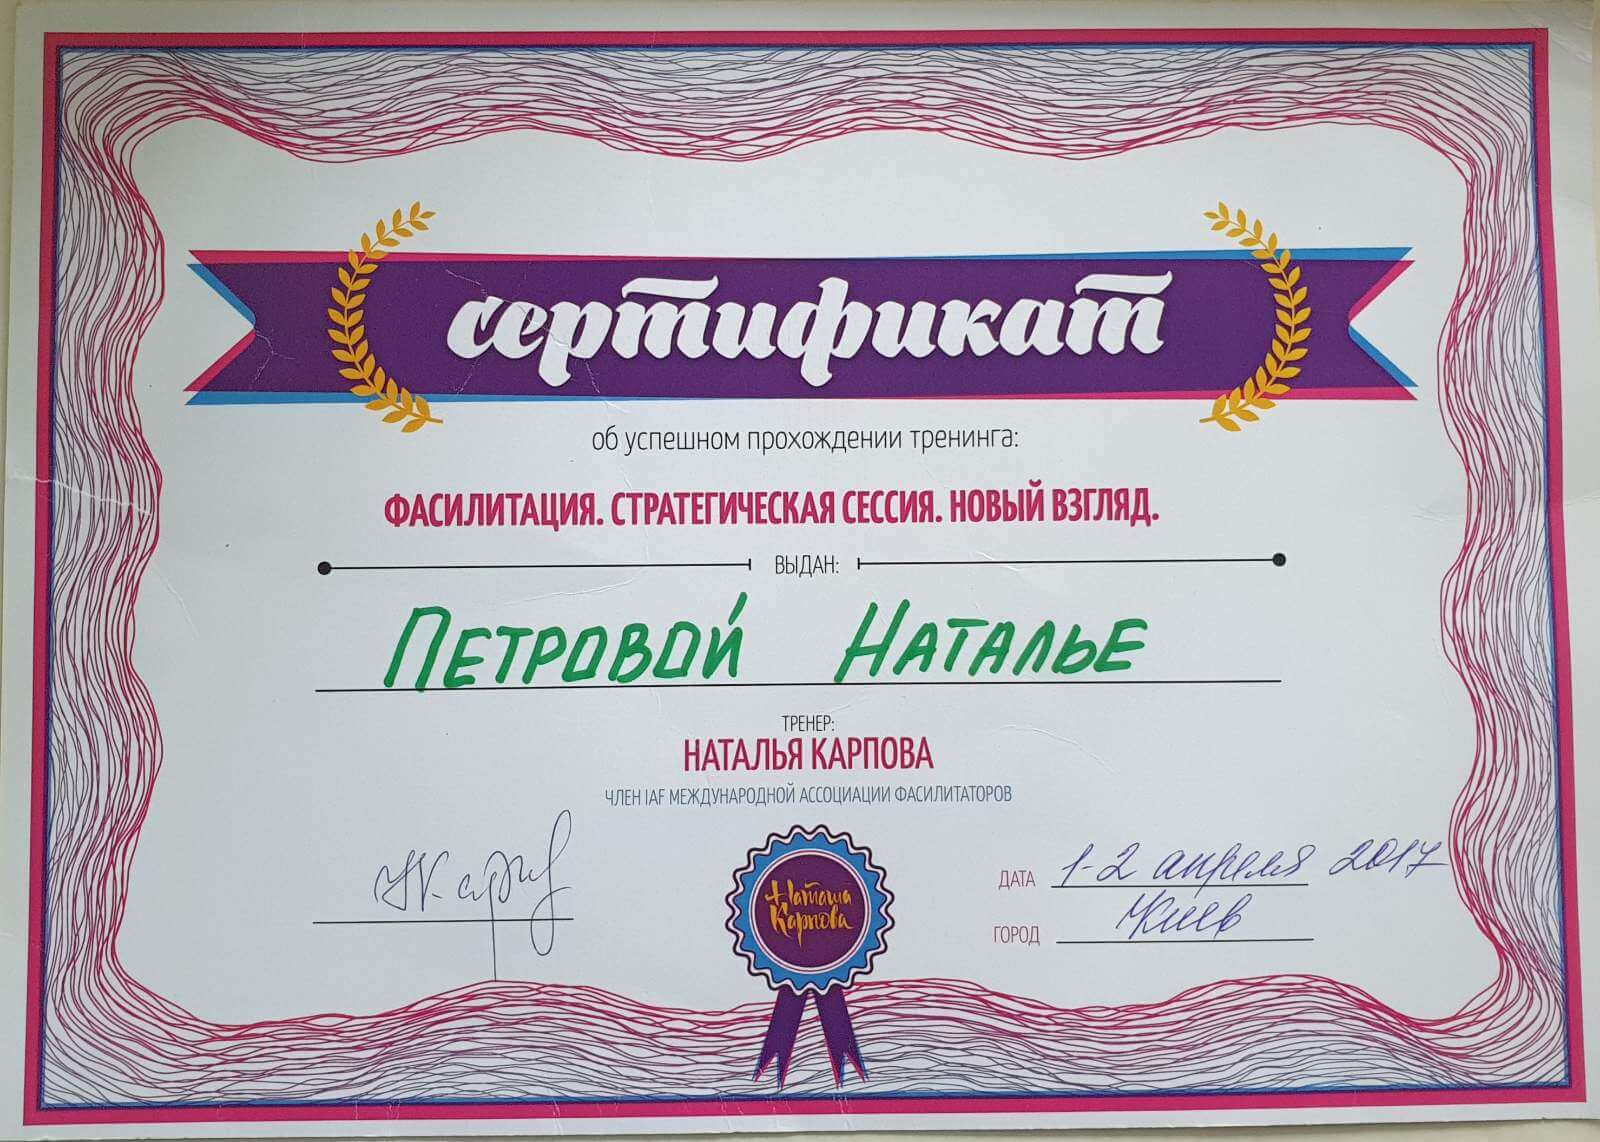 сертификат
об успешном прохождении тренинга:
ФАСИЛИТАЦИЯ. СТРАТЕГИЧЕСКАЯ СЕССИЯ. НОВЫЙ ВЗГЛЯД.
ВЫДАН:
ПЕТРОВОЙ НАТАЛЬЕ
ТРЕНЕР:
НАТАЛЬЯ КАРПОВА
ЧЛЕН IAF МЕЖДУНАРОДНОЙ АССОЦИАЦИИ ФАСИЛИТАТОРОВ
Наташа
Карпова
ДАТА 1-2 апреля 2017
ГОРОД Киев